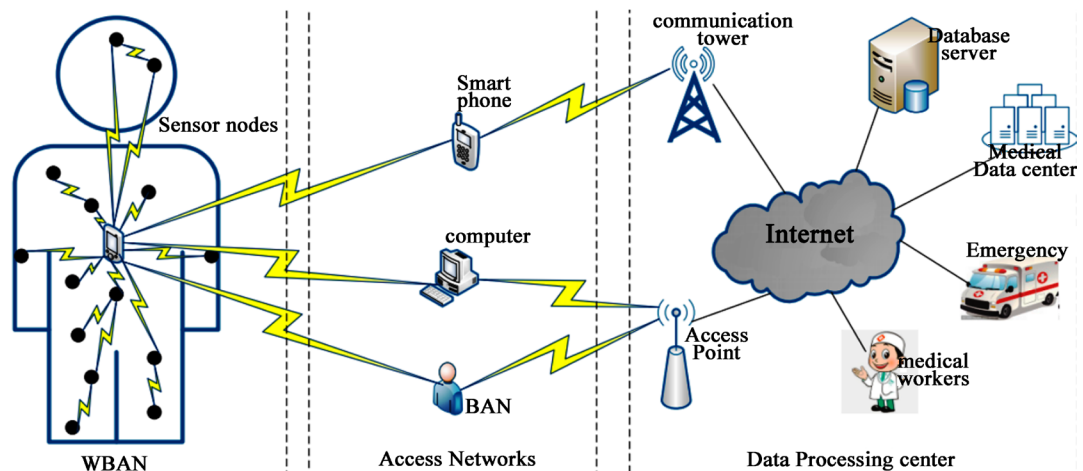 communication
tower
Database
server
Smart
phone
Sensor nodes
Medical
Data center
computer
Internet
Emergency
Access
Point
medical
workers
BAN
WBAN
Access Networks
Data Processing center